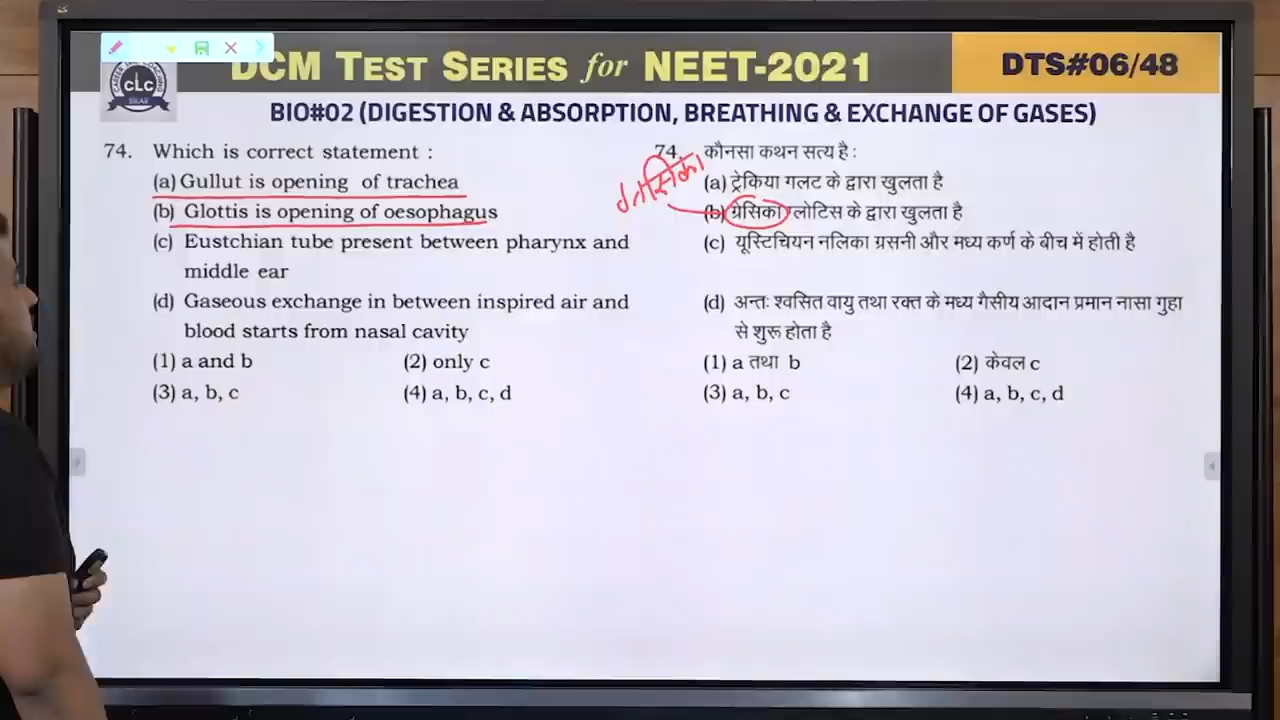 DCM TEST SERIES for NEET-2021
DTS#06/48
CLC
SIKAR
BIO#02 (DIGESTION & ABSORPTION, BREATHING & EXCHANGE OF GASES)
74. Which is correct statement :
(a) Gullut is opening of trachea
(b) Glottis is opening of oesophagus
(c) Eustchian tube present between pharynx and
middle ear
(d) Gaseous exchange in between inspired air and
blood starts from nasal cavity
(1) a and b (2) only c
(3) a, b, c (4) a, b, c, d
74. कौनसा कथन सत्य है :
(a) ट्रेकिया गलट के द्वारा खुलता है
(b) ग्रेसिका ग्लोटिस के द्वारा खुलता है
(c) यूस्टिचियन नलिका ग्रसनी और मध्य कर्ण के बीच में होती है
(d) अन्तः श्वसित वायु तथा रक्त के मध्य गैसीय आदान प्रमान नासा गुहा
से शुरू होता है
(1) a तथा b (2) केवल c
(3) a, b, c (4) a, b, c, d